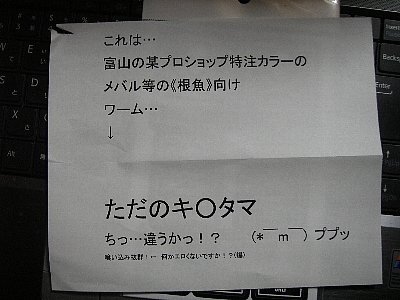 これは…
富山の某プロショップ特注カラーの
メバル等の《根魚》向け
ワーム…
↓
ただのキ〇タマ
ちっ…違うかっ！？ (*￣m￣) ププッ
喰い込み抜群！← 何かエロくないですか！？(爆)